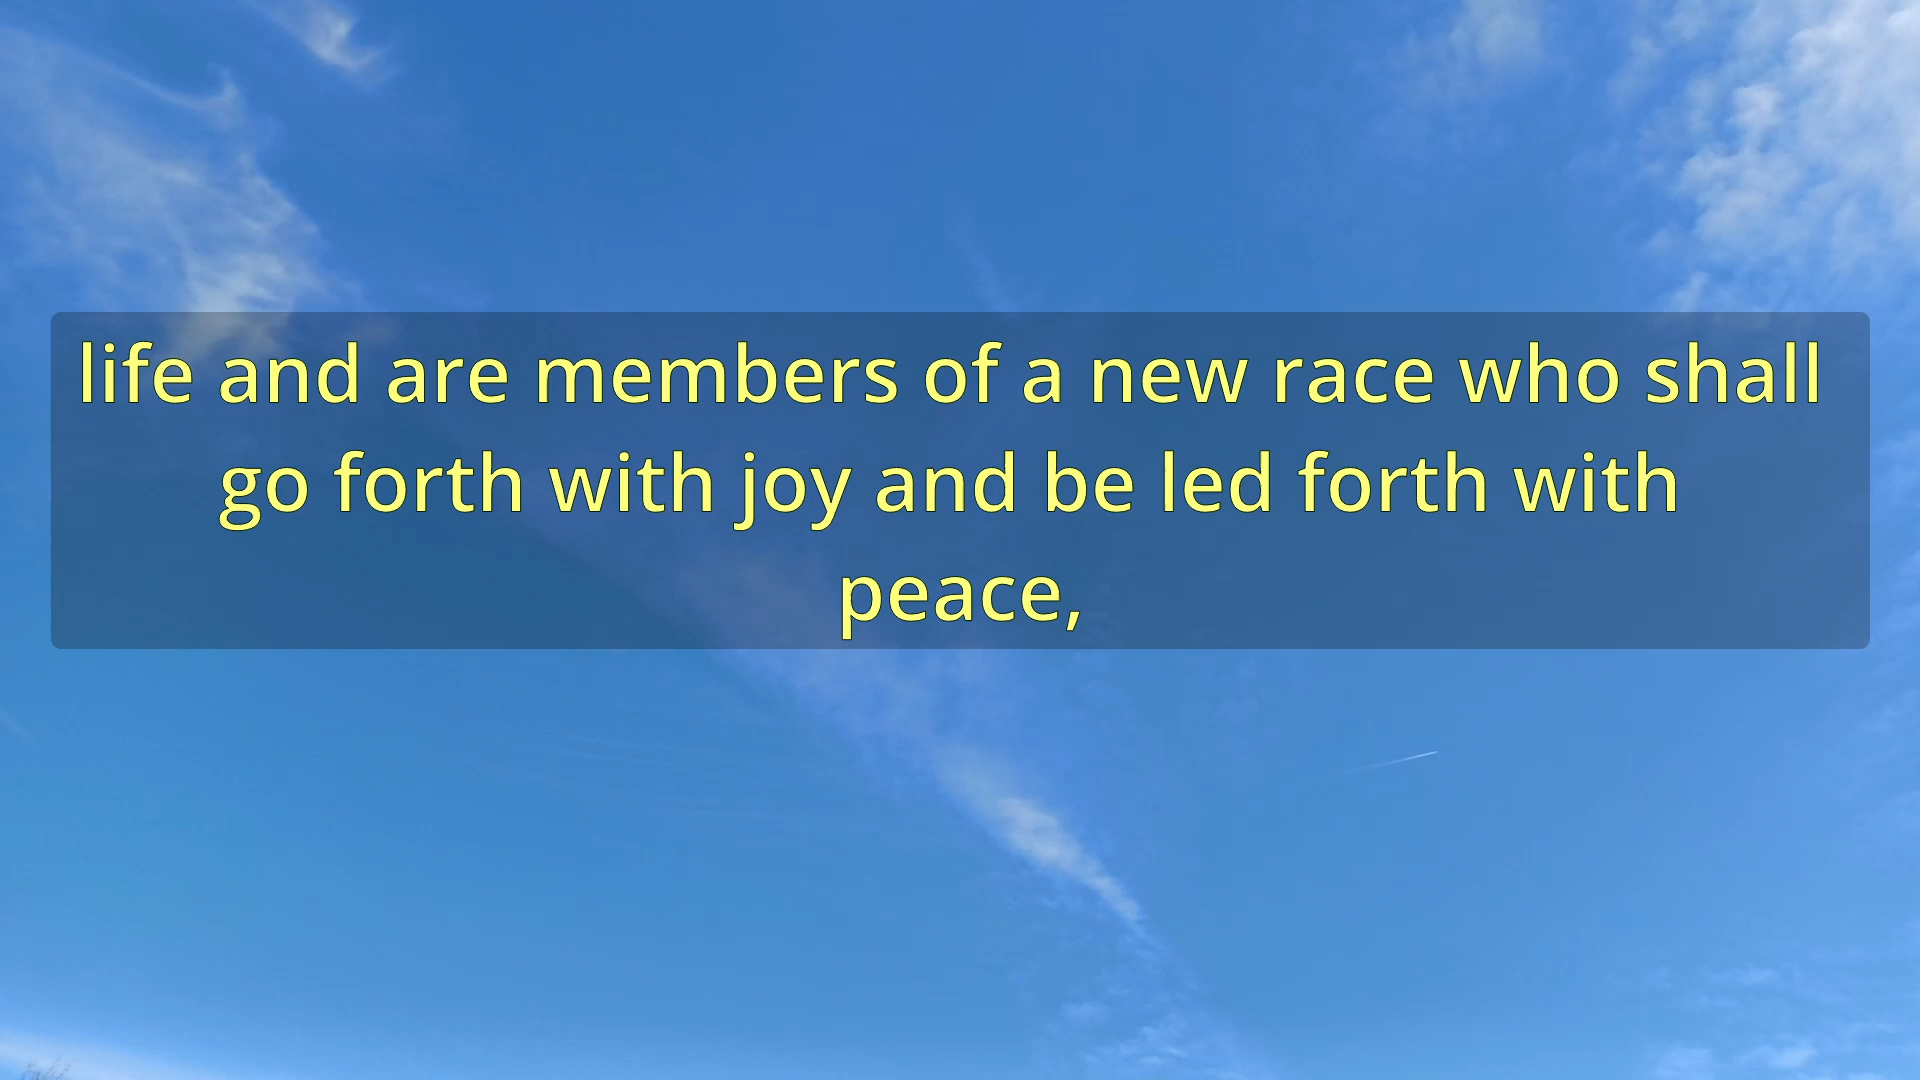 life and are members of a new race who shall
go forth with joy and be led forth with
peace,